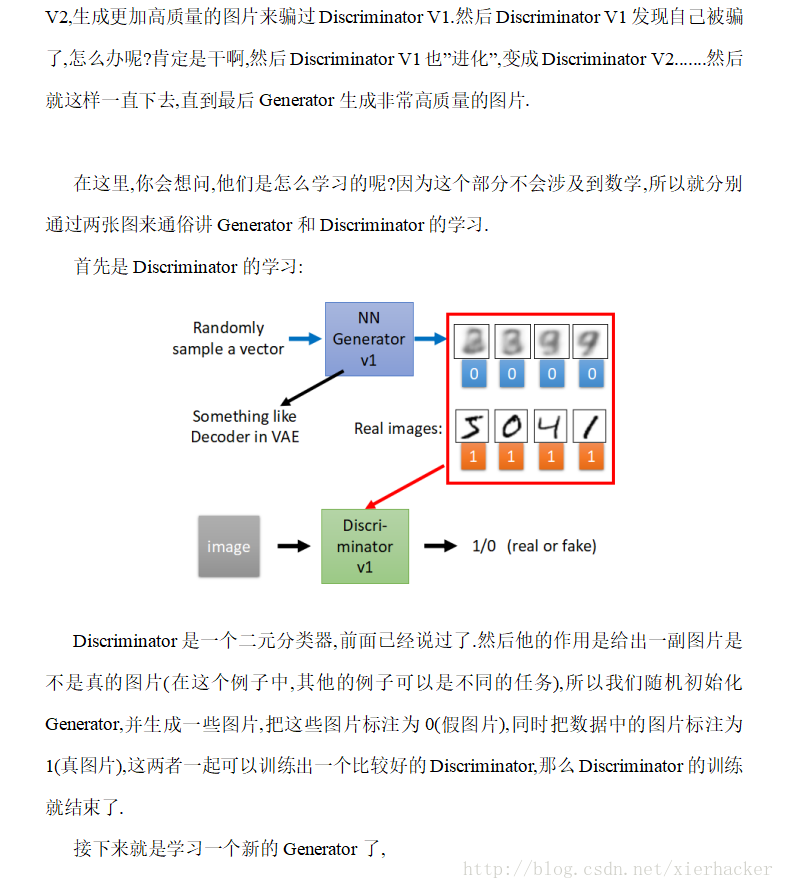 V2,生成更加高质量的图片来骗过 Discriminator V1.然后 Discriminator V1 发现自己被骗
了,怎么办呢?肯定是干啊,然后 Discriminator V1 也”进化”,变成 Discriminator V2.......然后
就这样一直下去,直到最后 Generator 生成非常高质量的图片.
在这里,你会想问,他们是怎么学习的呢?因为这个部分不会涉及到数学,所以就分别
通过两张图来通俗讲 Generator 和 Discriminator 的学习.
首先是 Discriminator 的学习:
Randomly
sample a vector
NN
Generator
v1
0 0 0 0
Something like
Decoder in VAE
Real images:
5 0 4 1
1 1 1 1
image
Discri-
minator
v1
1/0 (real or fake)
Discriminator 是一个二元分类器,前面已经说过了.然后他的作用是给出一副图片是
不是真的图片(在这个例子中,其他的例子可以是不同的任务),所以我们随机初始化
Generator,并生成一些图片,把这些图片标注为 0(假图片),同时把数据中的图片标注为
1(真图片),这两者一起可以训练出一个比较好的 Discriminator,那么 Discriminator 的训练
就结束了.
接下来就是学习一个新的 Generator 了,
http://blog.csdn.net/xierhacker